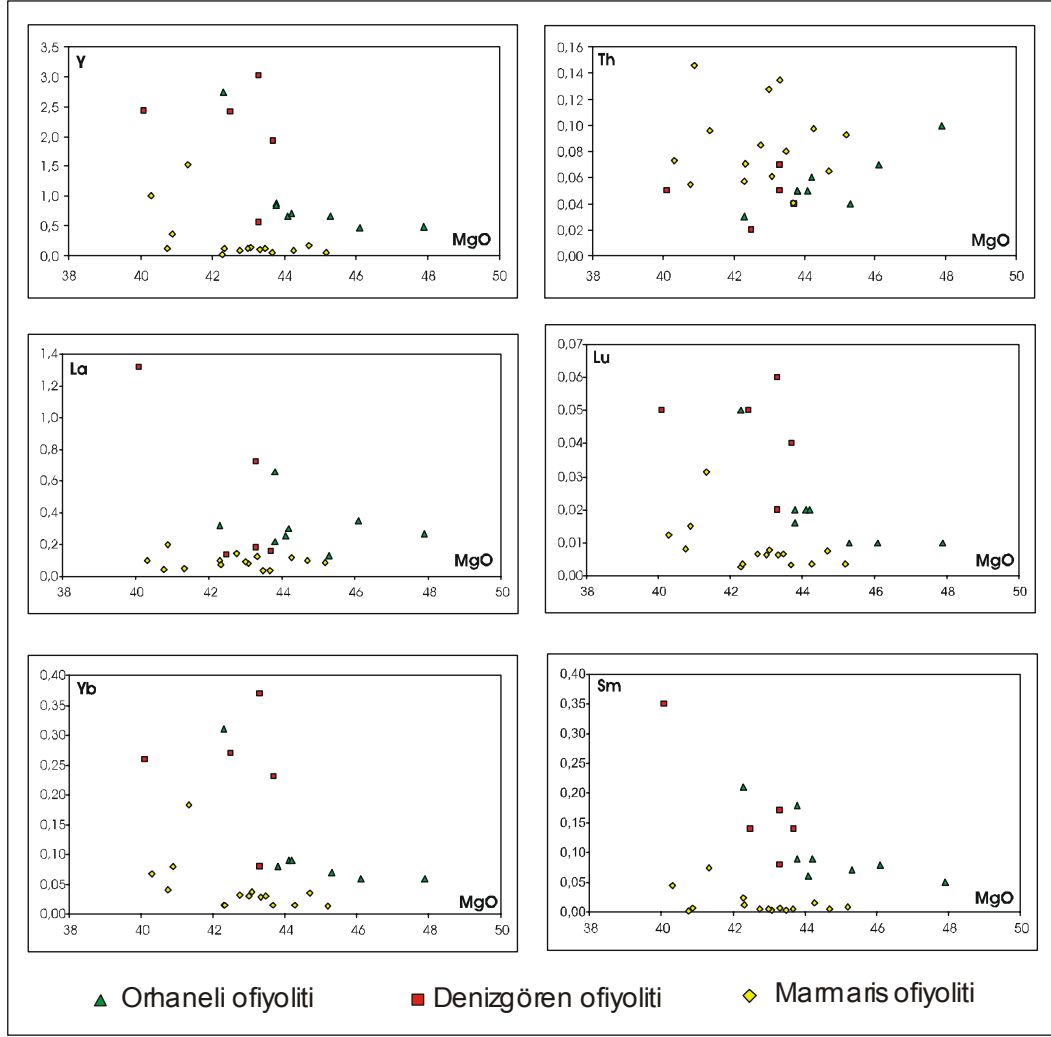 Y
3,5
3,0
2,5
2,0
1,5
1,0
0,5
0,0
MgO
38 40 42 44 46 48 50
Th
0,16
0,14
0,12
0,10
0,08
0,06
0,04
0,02
0,00
MgO
38 40 42 44 46 48 50
La
1,4
1,2
1,0
0,8
0,6
0,4
0,2
0,0
MgO
38 40 42 44 46 48 50
Lu
0,07
0,06
0,05
0,04
0,03
0,02
0,01
0,00
MgO
38 40 42 44 46 48 50
Yb
0,40
0,35
0,30
0,25
0,20
0,15
0,10
0,05
0,00
MgO
38 40 42 44 46 48 50
Sm
0,40
0,35
0,30
0,25
0,20
0,15
0,10
0,05
0,00
MgO
38 40 42 44 46 48 50
Orhaneli ofiyoliti Denizgören ofiyoliti Marmaris ofiyoliti